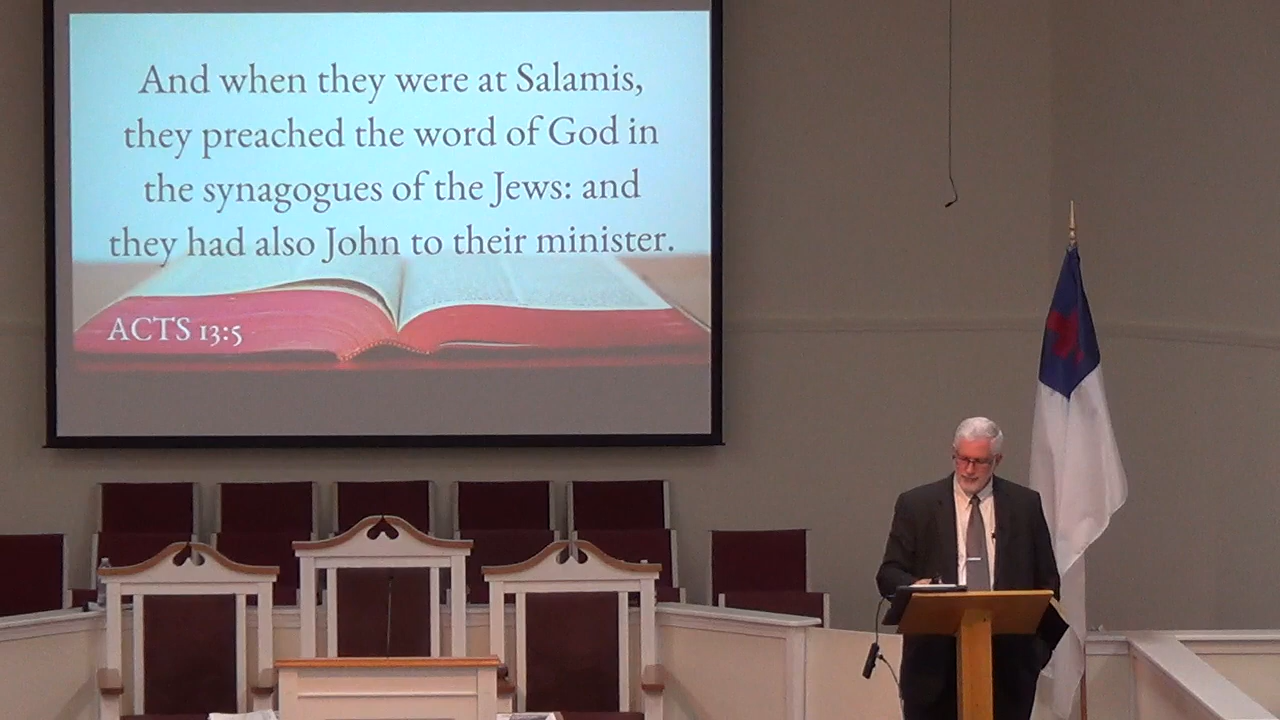 And when they were at Salamis,
they preached the word of God in
the synagogues of the Jews: and
they had also John to their minister.
ACTS 13:5